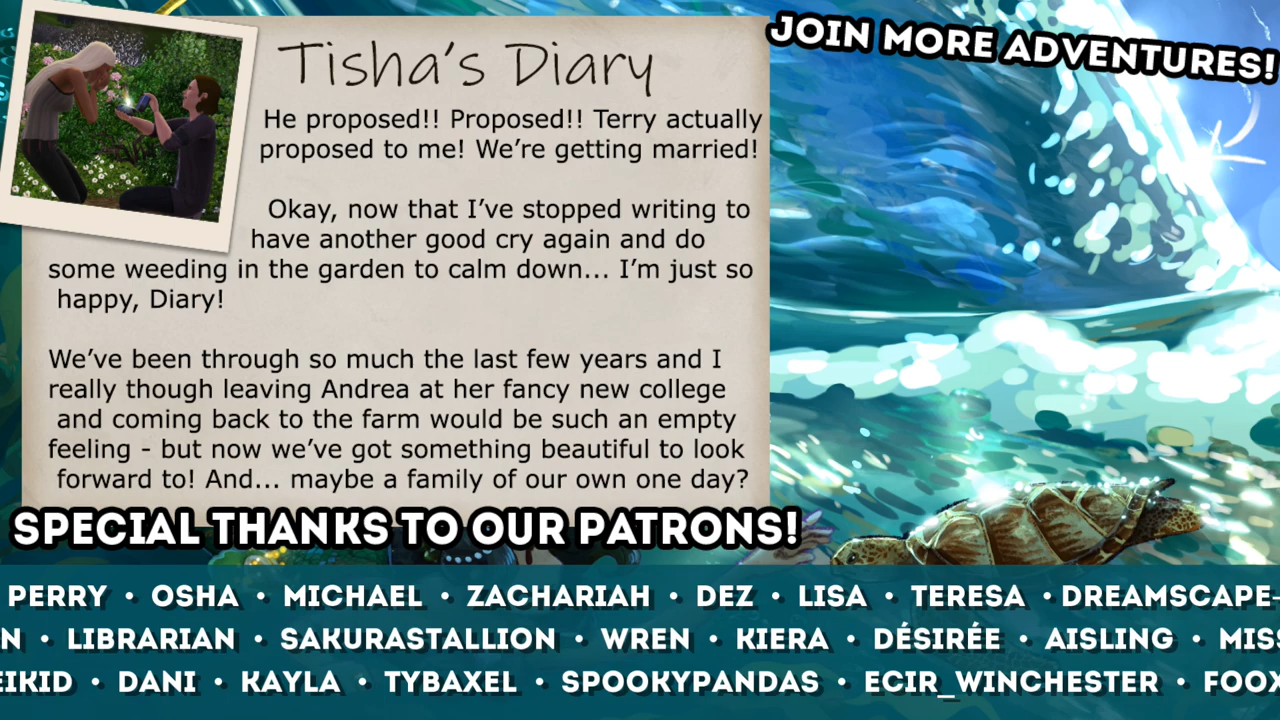 Tisha's Diary
JOIN MORE ADVENTURES!
He proposed!! Proposed!! Terry actually
proposed to me! We're getting married!
Okay, now that I've stopped writing to
have another good cry again and do
some weeding in the garden to calm down... I'm just so
happy, Diary!
We've been through so much the last few years and I
really though leaving Andrea at her fancy new college
and coming back to the farm would be such an empty
feeling - but now we've got something beautiful to look
forward to! And... maybe a family of our own one day?
SPECIAL THANKS TO OUR PATRONS!
PERRY • OSHA • MICHAEL • ZACHARIAH • DEZ • LISA • TERESA • DREAMSCAPE-
N • LIBRARIAN • SAKURASTALLION • WREN • KIERA • DÉSIRÉE • AISLING • MISS
EIKID • DANI • KAYLA • TYBAXEL • SPOOKYPANDAS • ECIR_WINCHESTER • FOOX